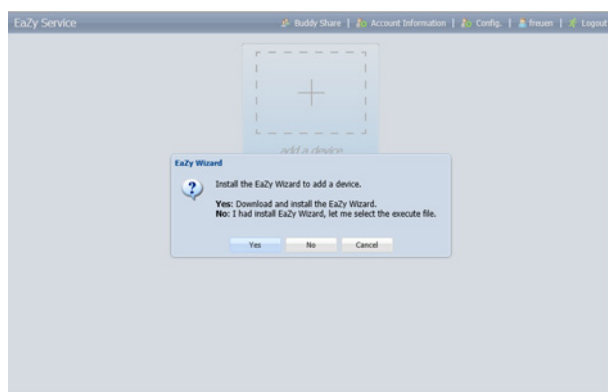 EaZy Service
Buddy Share | Account Information | Config. | freuen | Logout
add a device
EaZy Wizard
Install the EaZy Wizard to add a device.
Yes: Download and install the EaZy Wizard.
No: I had install EaZy Wizard, let me select the execute file.
Yes No Cancel